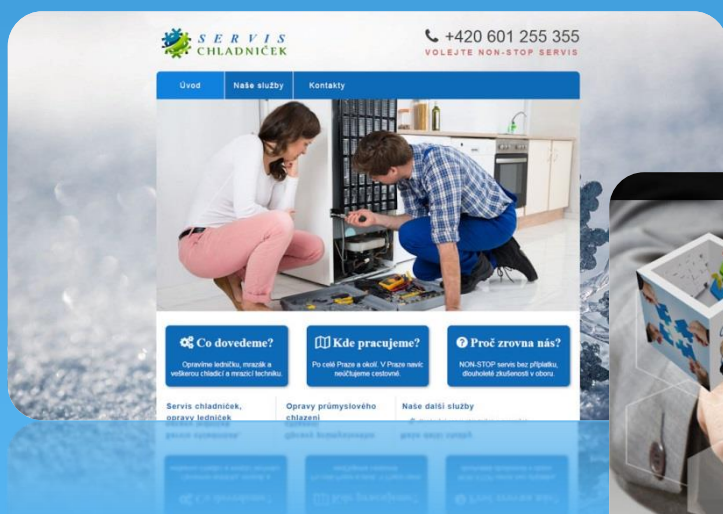 SERVIS
CHLADNIČEK
+420 601 255 355
VOLEJTE NON-STOP SERVIS
Úvod
Naše služby
Kontakty
Co dovedeme?
Opravíme ledničku, mrazák a
veškerou chladicí a mrazicí techniku.
Kde pracujeme?
Po celé Praze a okolí. V Praze navíc
neúčtujeme cestovné.
Proč zrovna nás?
NON-STOP servis bez příplatku,
dlouholeté zkušenosti v oboru.
Servis chladniček,
opravy ledniček
Opravy průmyslového
chlazení
Naše další služby